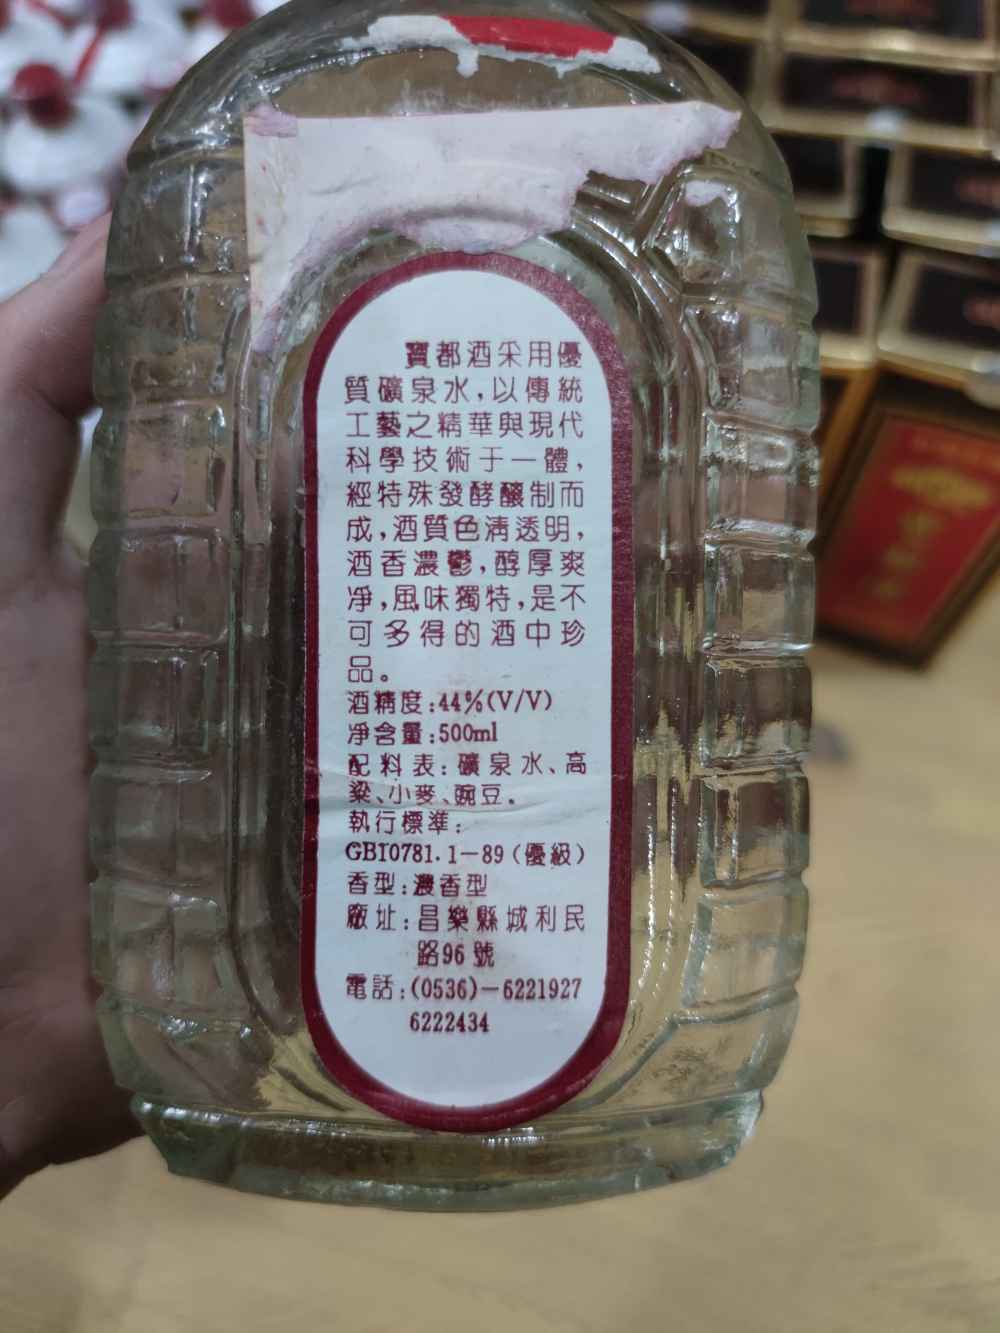 寶都酒采用優
質礦泉水,以傳統
工藝之精華與現代
科學技術于一體,
經特殊發酵釀制而
成,酒質色清透明,
酒香濃鬱,醇厚爽
凈,風味獨特,是不
可多得的酒中珍
品。
酒精度:44%(V/V)
凈含量:500ml
配料表:礦泉水、高
粱、小麥、豌豆。
執行標準:
GB10781.1-89(優級)
香型:濃香型
廠址:昌樂縣城利民
路96號
電話:(0536)-6221927
6222434